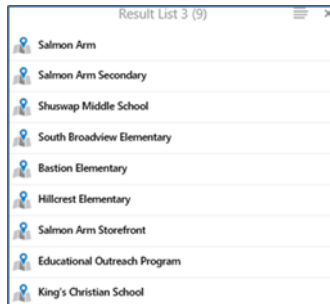 Result List 3 (9)
Salmon Arm
Salmon Arm Secondary
Shuswap Middle School
South Broadview Elementary
Bastion Elementary
Hillcrest Elementary
Salmon Arm Storefront
Educational Outreach Program
King's Christian School